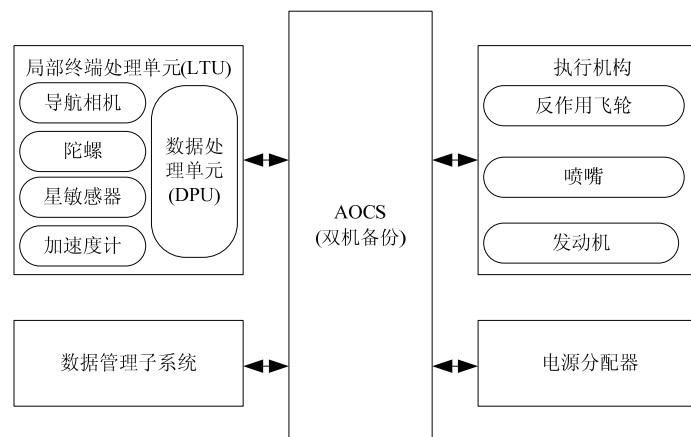 局部终端处理单元(LTU)
导航相机
陀螺
星敏感器
加速度计
数据处
理单元
(DPU)
数据管理子系统
AOCS
(双机备份)
执行机构
反作用飞轮
喷嘴
发动机
电源分配器